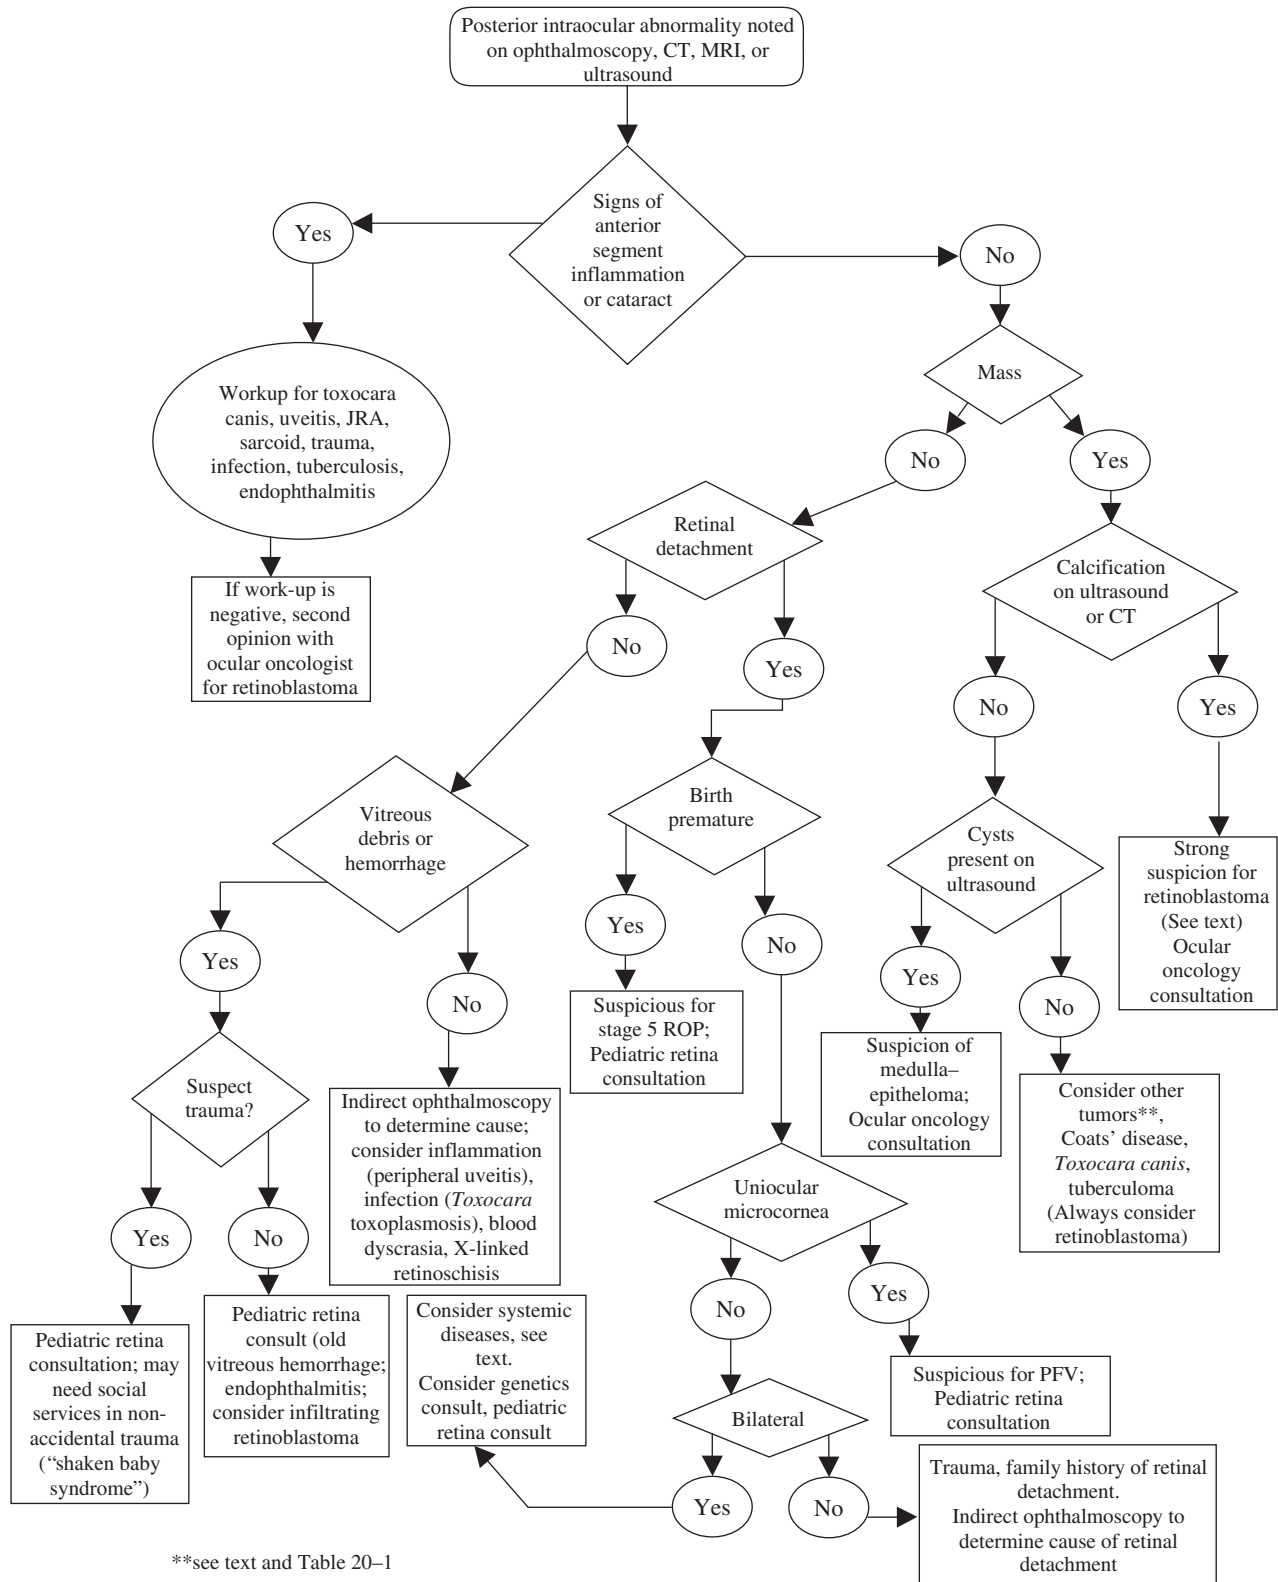 Posterior intraocular abnormality noted
on ophthalmoscopy, CT, MRI, or
ultrasound
Signs of
anterior
segment
inflammation
or cataract
Yes
No
Workup for toxocara
canis, uveitis, JRA,
sarcoid, trauma,
infection, tuberculosis,
endophthalmitis
If work-up is
negative, second
opinion with
ocular oncologist
for retinoblastoma
Mass
No
Yes
Retinal
detachment
Calcification
on ultrasound
or CT
No
Yes
No
Yes
Vitreous
debris or
hemorrhage
Birth
premature
Cysts
present on
ultrasound
Strong
suspicion for
retinoblastoma
(See text)
Ocular
oncology
consultation
Yes
No
Yes
No
Yes
No
Suspect
trauma?
Indirect ophthalmoscopy
to determine cause;
consider inflammation
(peripheral uveitis),
infection (Toxocara
toxoplasmosis), blood
dyscrasia, X-linked
retinoschisis
Suspicious for
stage 5 ROP;
Pediatric retina
consultation
Suspicion of
medulla–
epitheloma;
Ocular oncology
consultation
Consider other
tumors**,
Coats' disease,
Toxocara canis,
tuberculoma
(Always consider
retinoblastoma)
Yes
No
Uniocular
microcornea
No
Yes
Pediatric retina
consultation; may
need social
services in non-
accidental trauma
(“shaken baby
syndrome”)
Pediatric retina
consult (old
vitreous hemorrhage;
endophthalmitis;
consider infiltrating
retinoblastoma
Consider systemic
diseases, see
text.
Consider genetics
consult, pediatric
retina consult
Suspicious for PFV;
Pediatric retina
consultation
Bilateral
Yes
No
Trauma, family history of retinal
detachment.
Indirect ophthalmoscopy to
determine cause of retinal
detachment
**see text and Table 20–1